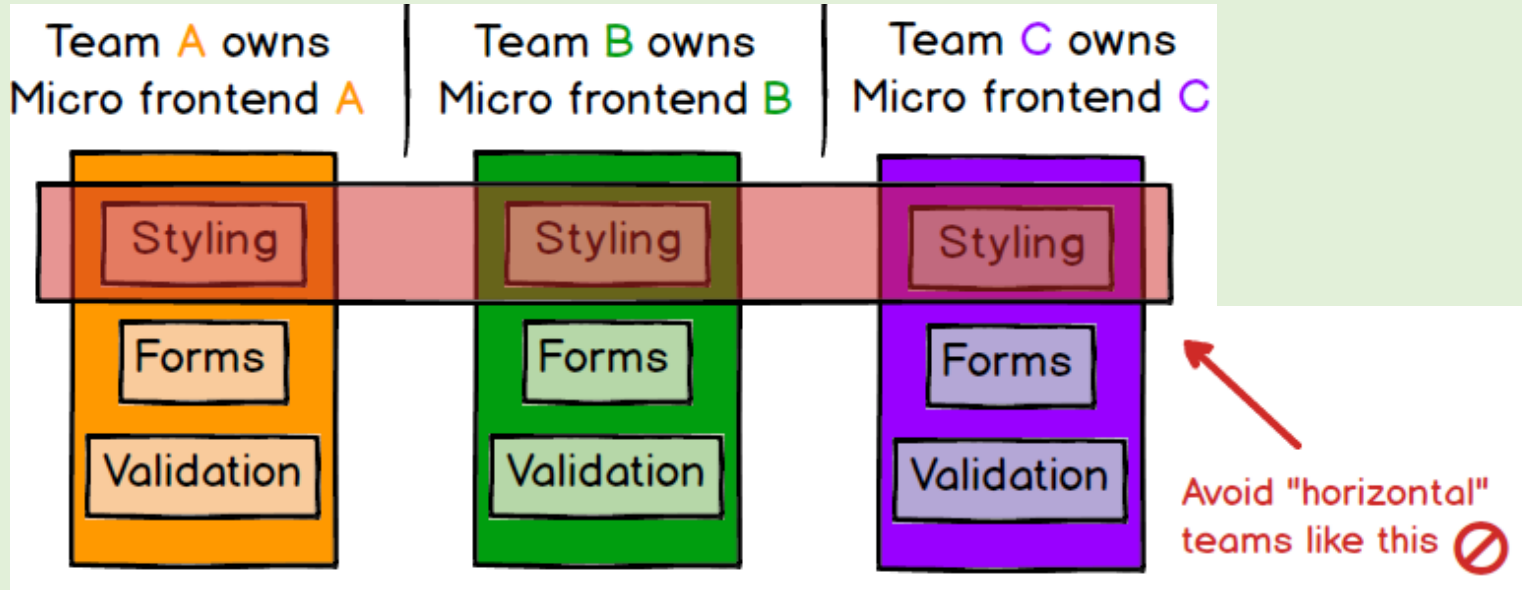 Team A owns
Micro frontend A
Team B owns
Micro frontend B
Team C owns
Micro frontend C
Styling
Forms
Validation
Styling
Forms
Validation
Styling
Forms
Validation
Avoid "horizontal"
teams like this